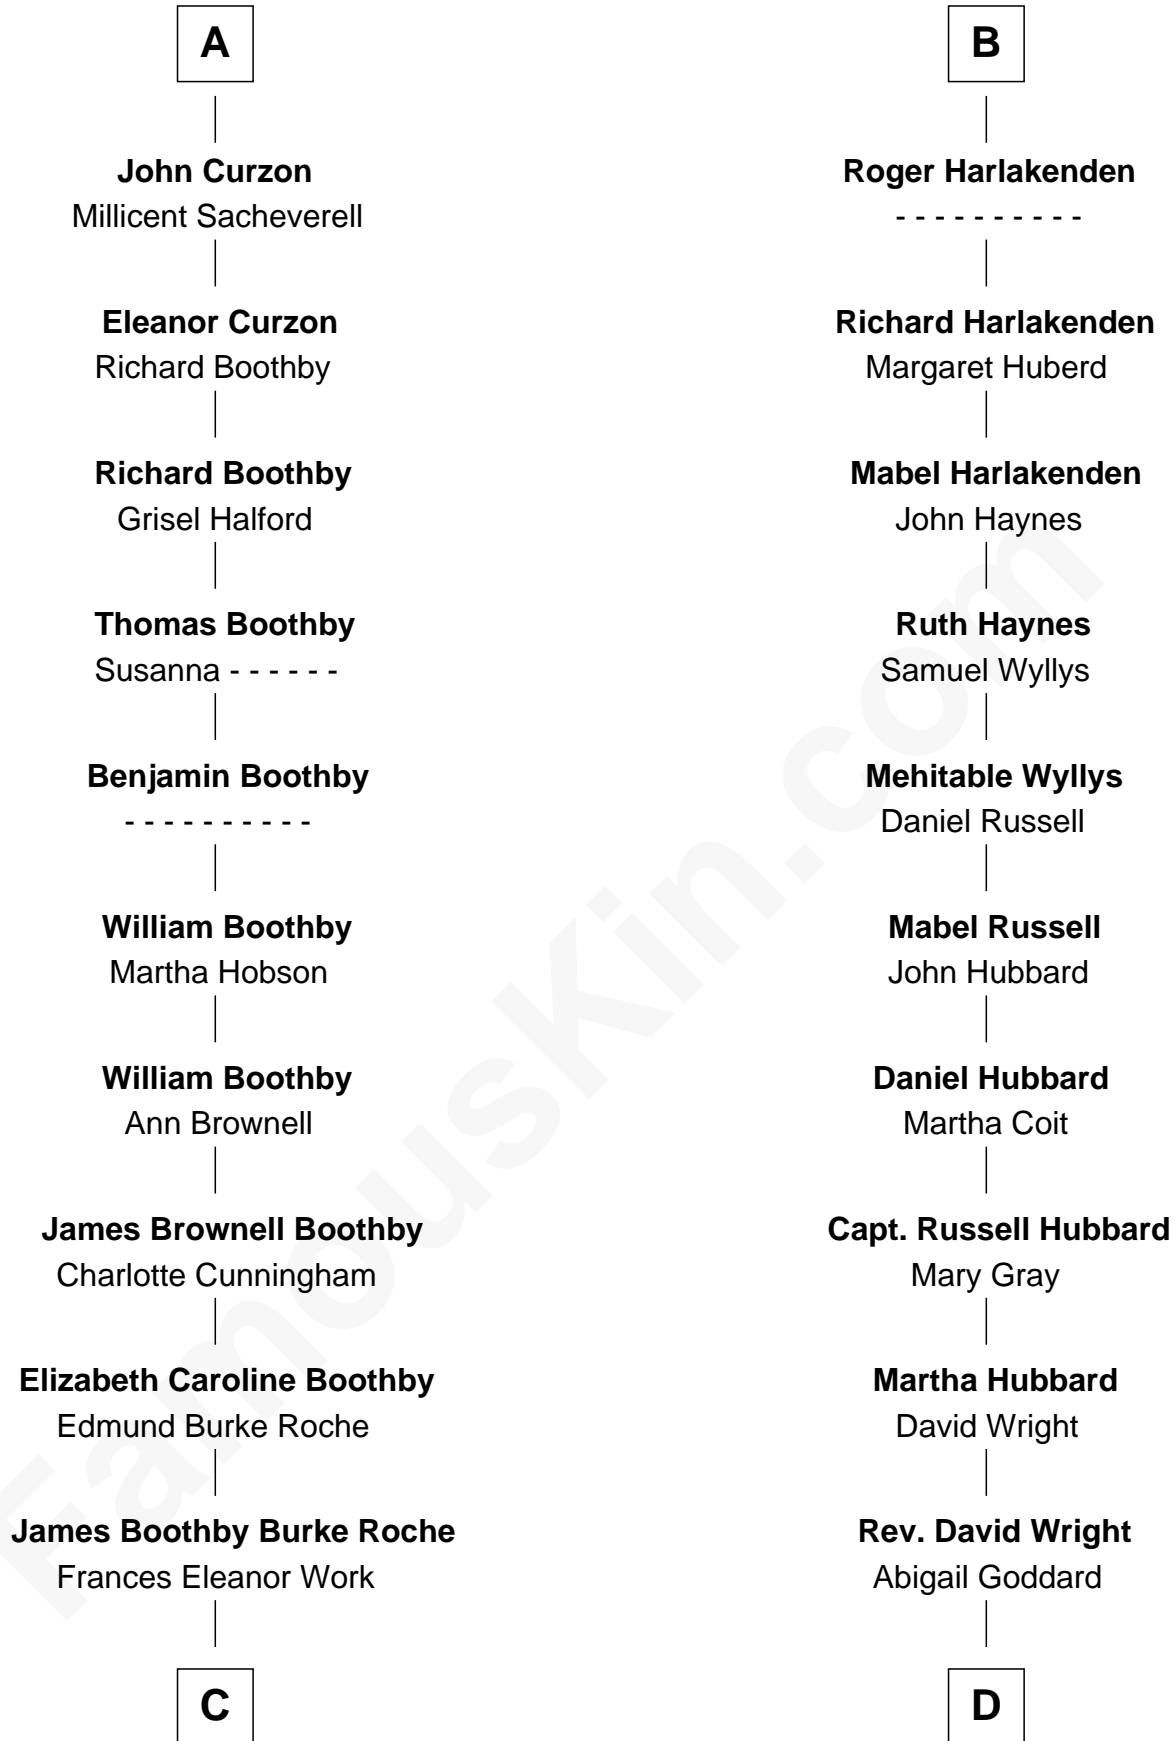 A
John Curzon
Millicent Sacheverell
Eleanor Curzon
Richard Boothby
Richard Boothby
Grisel Halford
Thomas Boothby
Susanna - - - - - -
Benjamin Boothby
- - - - - - - - - -
William Boothby
Martha Hobson
William Boothby
Ann Brownell
James Brownell Boothby
Charlotte Cunningham
Elizabeth Caroline Boothby
Edmund Burke Roche
James Boothby Burke Roche
Frances Eleanor Work
C
B
Roger Harlakenden
- - - - - - - - - -
Richard Harlakenden
Margaret Huberd
Mabel Harlakenden
John Haynes
Ruth Haynes
Samuel Wyllys
Mehitable Wyllys
Daniel Russell
Mabel Russell
John Hubbard
Daniel Hubbard
Martha Coit
Capt. Russell Hubbard
Mary Gray
Martha Hubbard
David Wright
Rev. David Wright
Abigail Goddard
D
FamousKin.com